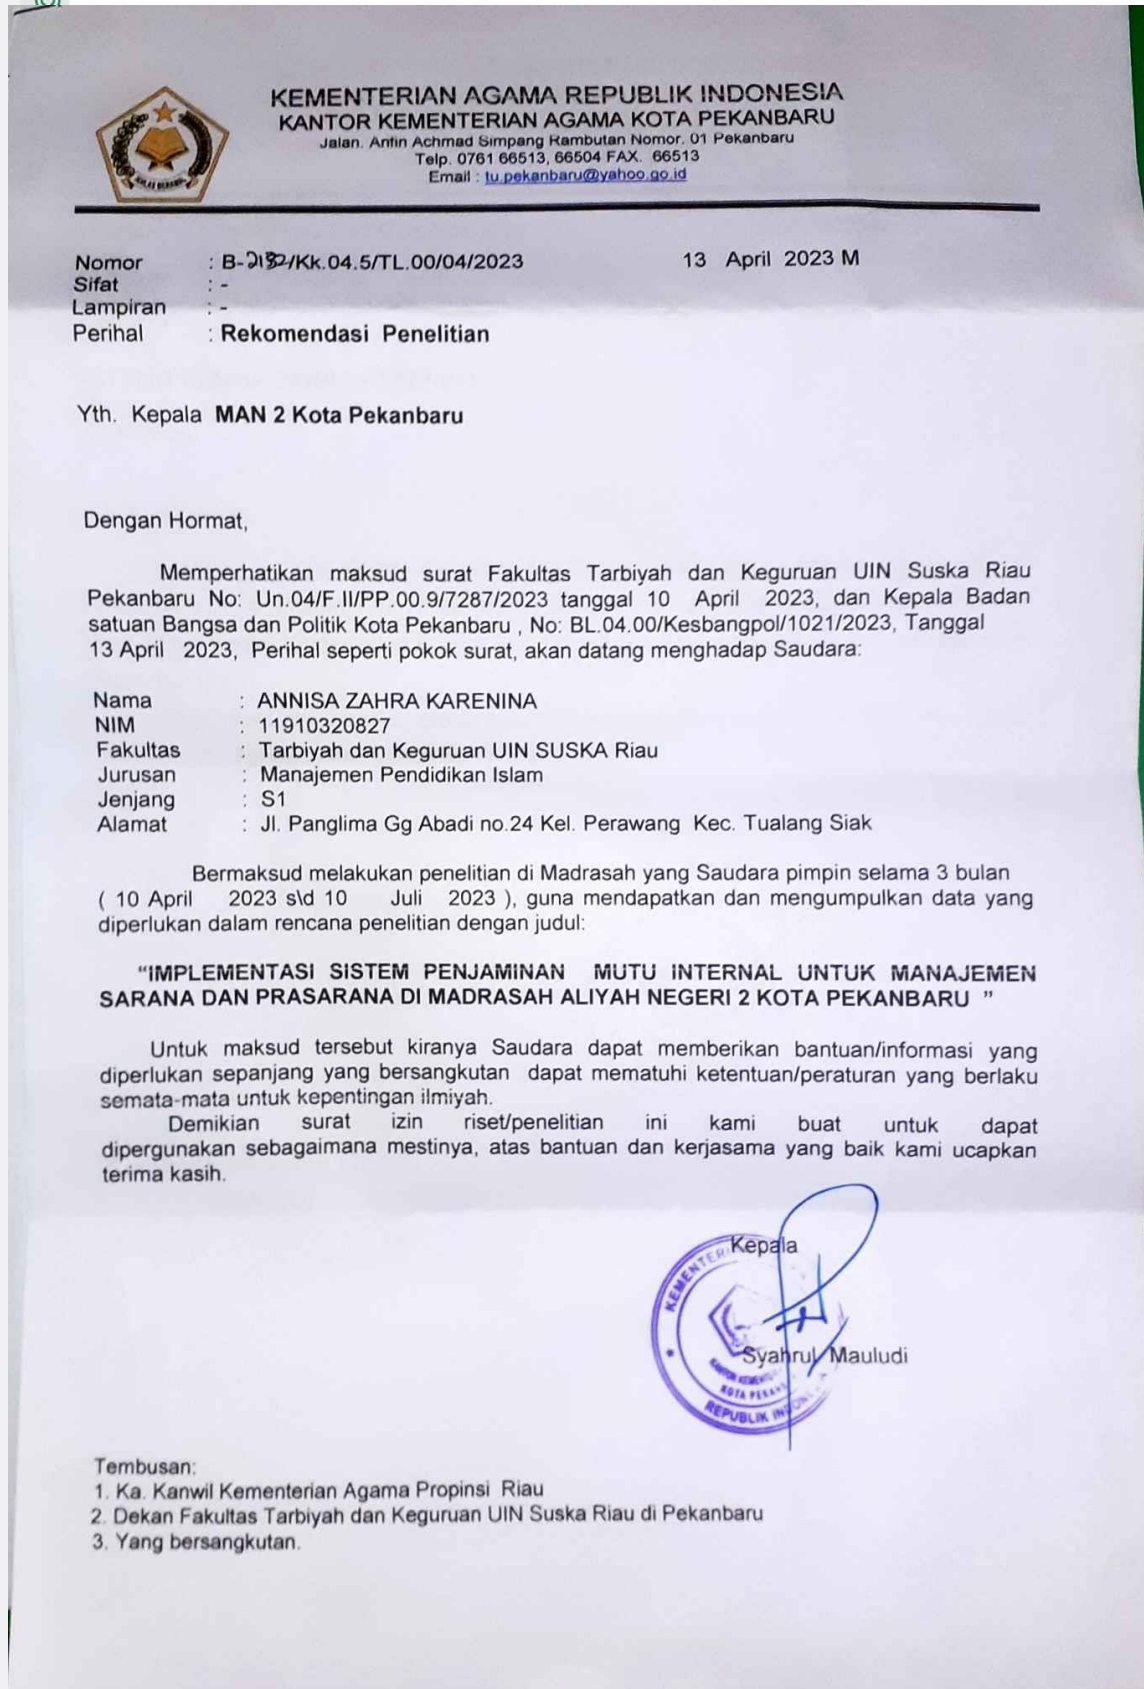 KEMENTERIAN AGAMA REPUBLIK INDONESIA
KANTOR KEMENTERIAN AGAMA KOTA PEKANBARU
Jalan. Arifin Achmad Simpang Rambutan Nomor. 01 Pekanbaru
Telp. 0761 66513, 66504 FAX. 66513
Email : tu.pekanbaru@yahoo.go.id
Nomor : B-2132/Kk.04.5/TL.00/04/2023 13 April 2023 M
Sifat : -
Lampiran : -
Perihal : Rekomendasi Penelitian
Yth. Kepala MAN 2 Kota Pekanbaru
Dengan Hormat,
Memperhatikan maksud surat Fakultas Tarbiyah dan Keguruan UIN Suska Riau
Pekanbaru No: Un.04/F.II/PP.00.9/7287/2023 tanggal 10 April 2023, dan Kepala Badan
satuan Bangsa dan Politik Kota Pekanbaru , No: BL.04.00/Kesbangpol/1021/2023, Tanggal
13 April 2023, Perihal seperti pokok surat, akan datang menghadap Saudara:
Nama : ANNISA ZAHRA KARENINA
NIM : 11910320827
Fakultas : Tarbiyah dan Keguruan UIN SUSKA Riau
Jurusan : Manajemen Pendidikan Islam
Jenjang : S1
Alamat : Jl. Panglima Gg Abadi no.24 Kel. Perawang Kec. Tualang Siak
Bermaksud melakukan penelitian di Madrasah yang Saudara pimpin selama 3 bulan
( 10 April 2023 s\d 10 Juli 2023 ), guna mendapatkan dan mengumpulkan data yang
diperlukan dalam rencana penelitian dengan judul:
“IMPLEMENTASI SISTEM PENJAMINAN MUTU INTERNAL UNTUK MANAJEMEN
SARANA DAN PRASARANA DI MADRASAH ALIYAH NEGERI 2 KOTA PEKANBARU ”
Untuk maksud tersebut kiranya Saudara dapat memberikan bantuan/informasi yang
diperlukan sepanjang yang bersangkutan dapat mematuhi ketentuan/peraturan yang berlaku
semata-mata untuk kepentingan ilmiyah.
Demikian surat izin riset/penelitian ini kami buat untuk dapat
dipergunakan sebagaimana mestinya, atas bantuan dan kerjasama yang baik kami ucapkan
terima kasih.
Kepala
Syahrul Mauludi
Tembusan:
1. Ka. Kanwil Kementerian Agama Propinsi Riau
2. Dekan Fakultas Tarbiyah dan Keguruan UIN Suska Riau di Pekanbaru
3. Yang bersangkutan.